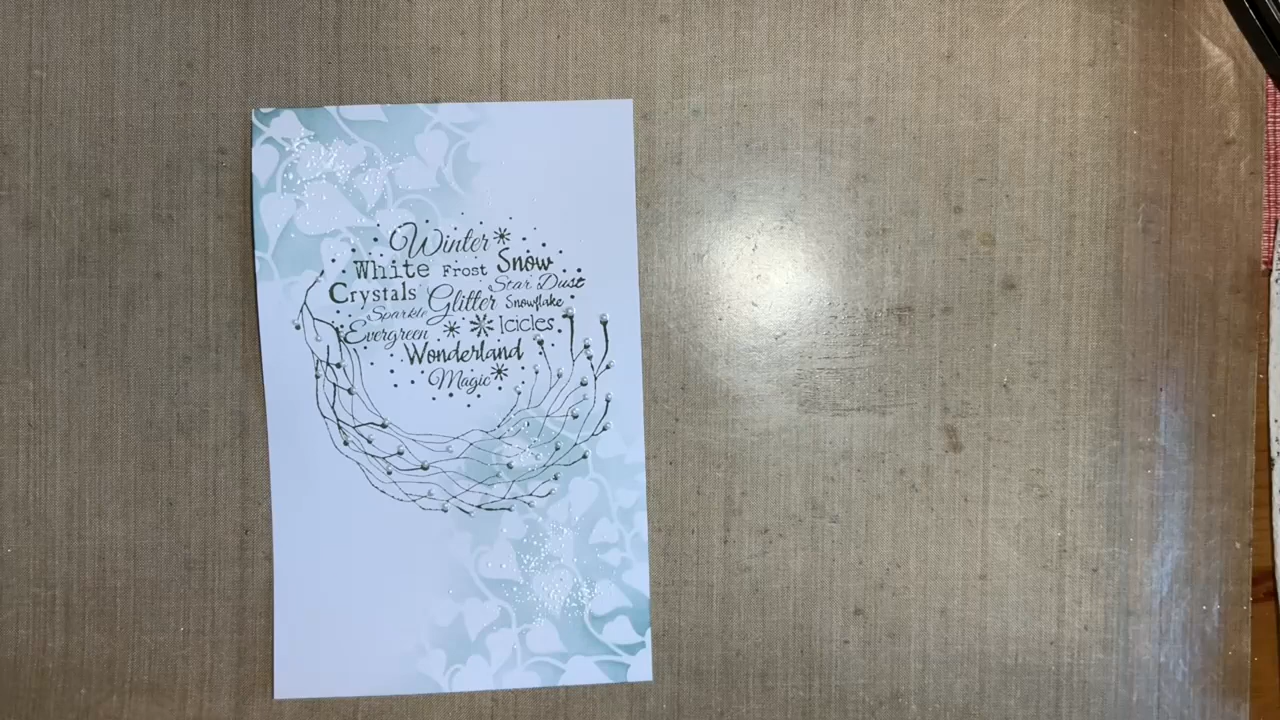 Winter
White Frost Snow
Star Dust
Crystals Glitter Snowflake
Sparkle
Evergreen Icicles
Wonderland
Magic